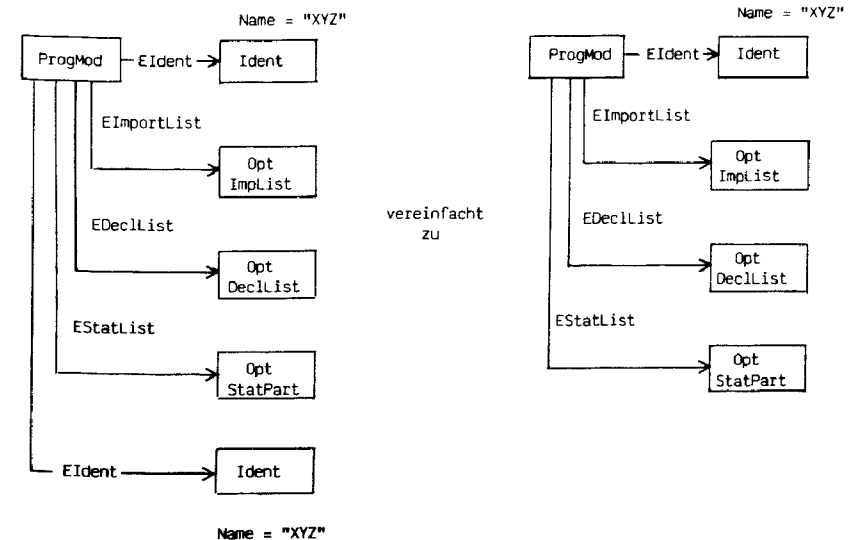 Name = "XYZ"
ProgMod
EIdent
Ident
EImportList
Opt
ImpList
EDeclList
Opt
DeclList
EStatList
Opt
StatPart
EIdent
Ident
Name = "XYZ"
vereinfacht
zu
Name = "XYZ"
ProgMod
EIdent
Ident
EImportList
Opt
ImpList
EDeclList
Opt
DeclList
EStatList
Opt
StatPart